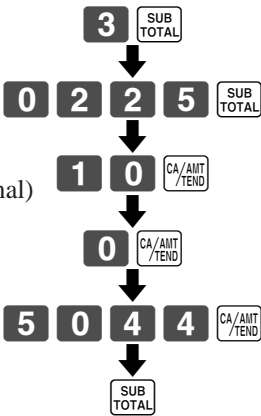 3 SUB TOTAL
0 2 2 5 SUB TOTAL
1 0 CA/AMT /TEND
nal)
0 CA/AMT /TEND
5 0 4 4 CA/AMT /TEND
SUB TOTAL